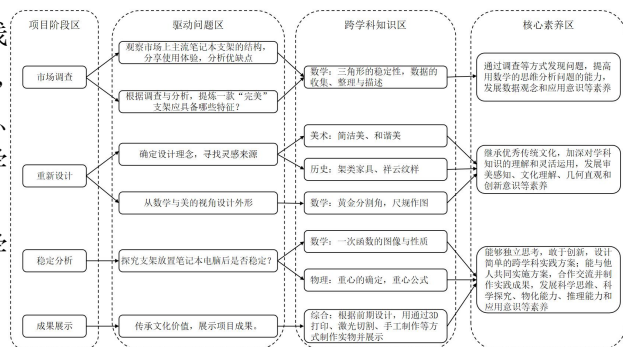 项目阶段区
驱动问题区
跨学科知识区
核心素养区
市场调查
观察市场上主流笔记本支架的结构,
分享使用体验, 分析优缺点
根据调查与分析, 提炼一款“完美”
支架应具备哪些特征?
数学: 三角形的稳定性, 数据的
收集、整理与描述
通过调查等方式发现问题, 提高
用数学的思维分析问题的能力,
发展数据观念和应用意识等素养
重新设计
确定设计理念, 寻找灵感来源
从数学与美的视角设计外形
美术: 简洁美、和谐美
历史: 架类家具、祥云纹样
数学: 黄金分割角, 尺规作图
继承优秀传统文化, 加深对学科
知识的理解和灵活运用, 发展审
美感知、文化理解、几何直观和
创新意识等素养
稳定分析
探究支架放置笔记本电脑后是否稳定?
数学: 一次函数的图像与性质
物理: 重心的确定, 重心公式
能够独立思考, 敢于创新, 设计
简单的跨学科实践方案; 能与他
人共同实施方案, 合作交流并制
作实践成果, 发展科学思维、科
学探究、物化能力、推理能力和
应用意识等素养
成果展示
传承文化价值, 展示项目成果。
综合: 根据前期设计, 用通过3D
打印、激光切割、手工制作等方
式制作实物并展示